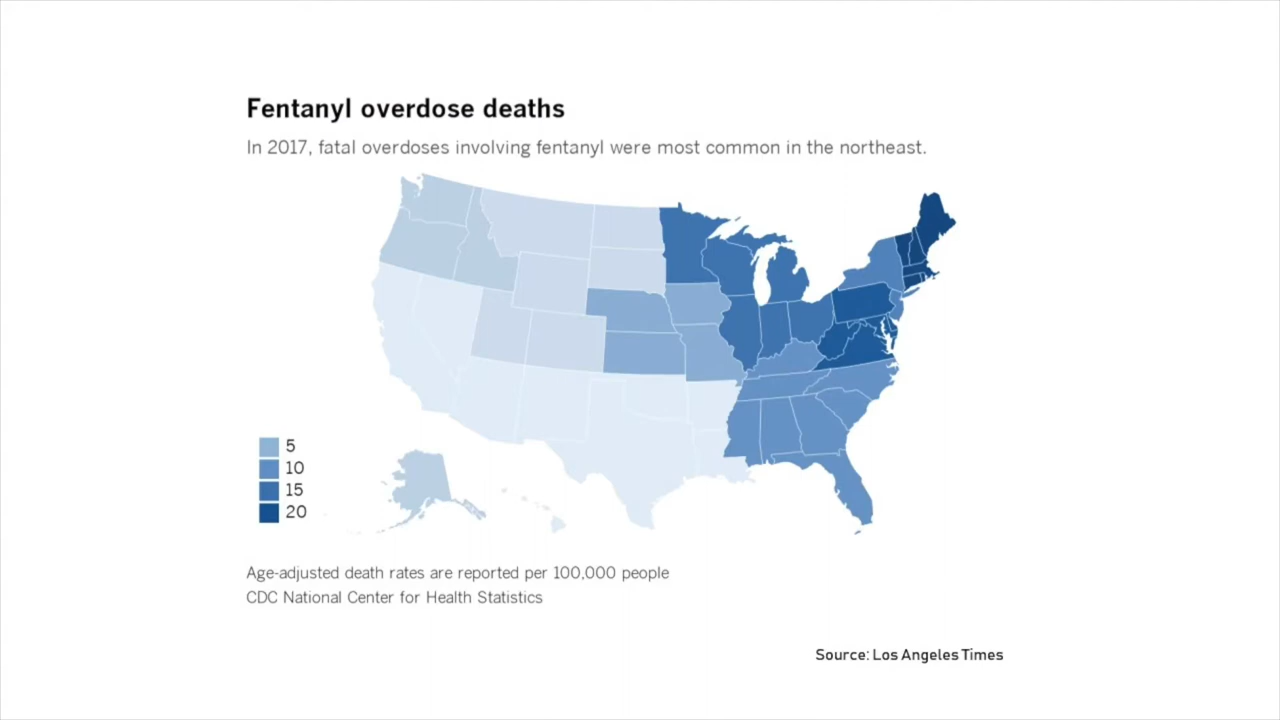 Fentanyl overdose deaths
In 2017, fatal overdoses involving fentanyl were most common in the northeast.
5
10
15
20
Age-adjusted death rates are reported per 100,000 people
CDC National Center for Health Statistics
Source: Los Angeles Times